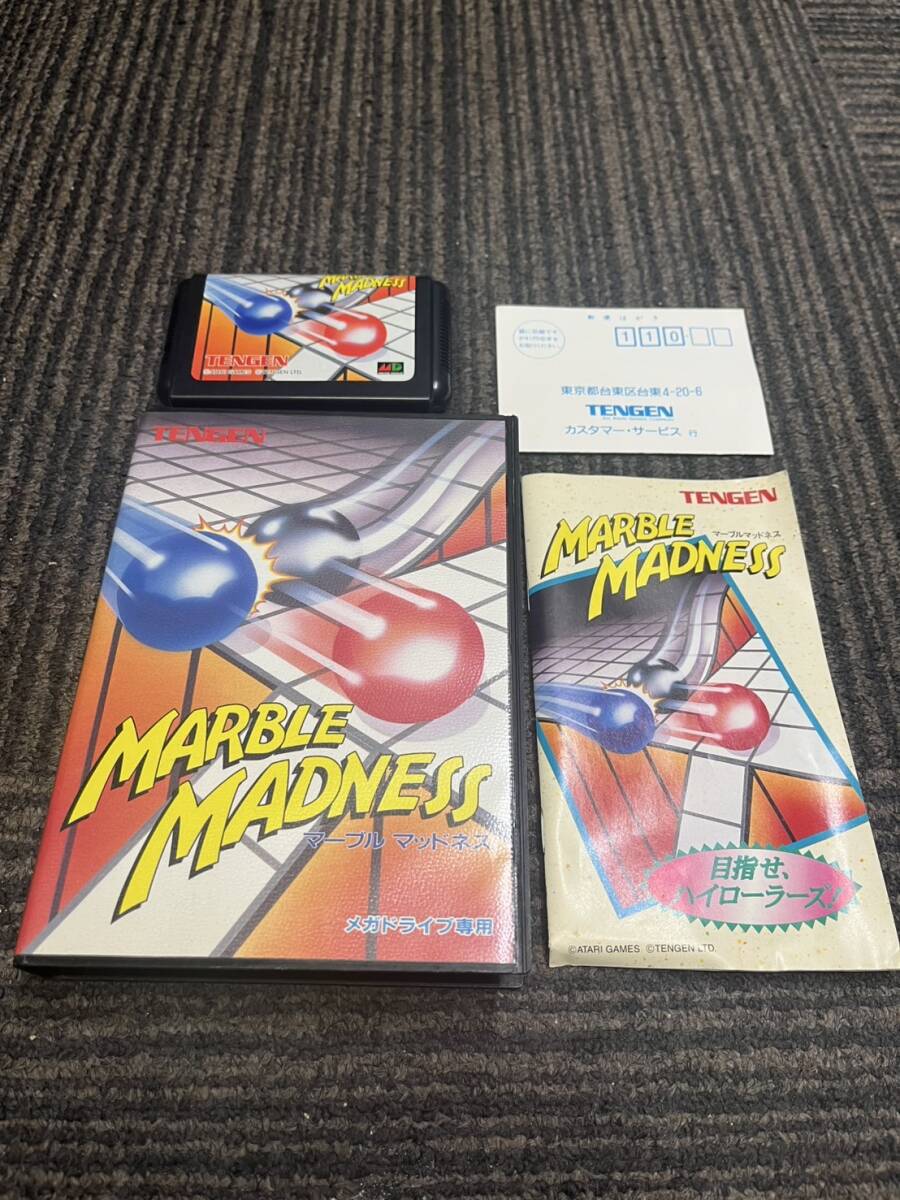 MARBLE
MADNESS
TENGEN
MD
郵便はがき
110
東京都台東区台東4-20-6
TENGEN
カスタマー・サービス 行
TENGEN
MARBLE
MADNESS
マーブル マッドネス
メガドライブ専用
TENGEN
MARBLE
マーブルマッドネス
MADNESS
目指せ、
ハイローラーズ!
©ATARI GAMES ©TENGEN LTD.